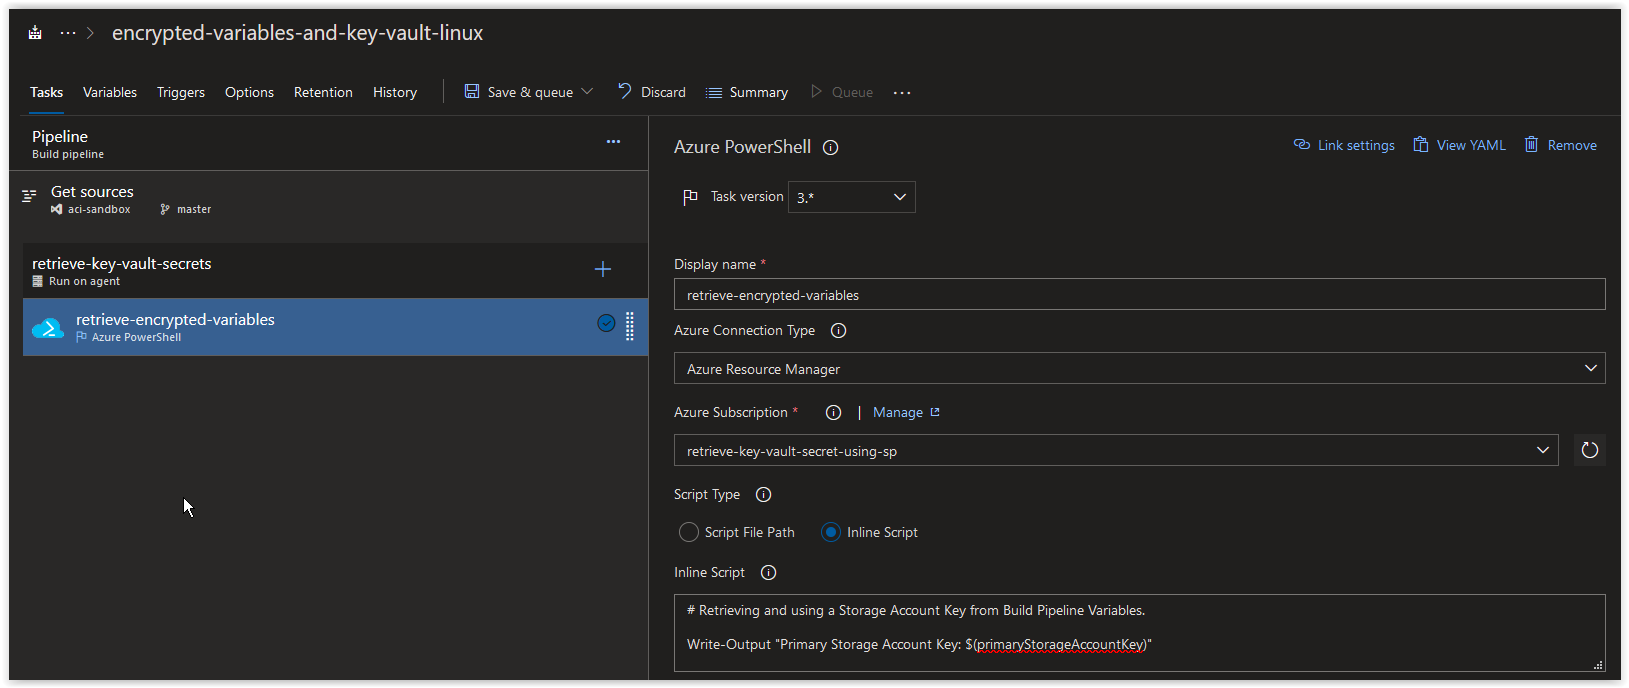 ... > encrypted-variables-and-key-vault-linux
Tasks Variables Triggers Options Retention History Save & queue Discard Summary Queue ...
Pipeline ...
Build pipeline
Get sources
aci-sandbox master
retrieve-key-vault-secrets +
Run on agent
retrieve-encrypted-variables
Azure PowerShell
Azure PowerShell Link settings View YAML Remove
Task version 3.*
Display name *
retrieve-encrypted-variables
Azure Connection Type
Azure Resource Manager
Azure Subscription * | Manage
retrieve-key-vault-secret-using-sp
Script Type
Script File Path Inline Script
Inline Script
# Retrieving and using a Storage Account Key from Build Pipeline Variables.
Write-Output "Primary Storage Account Key: $(primaryStorageAccountKey)"